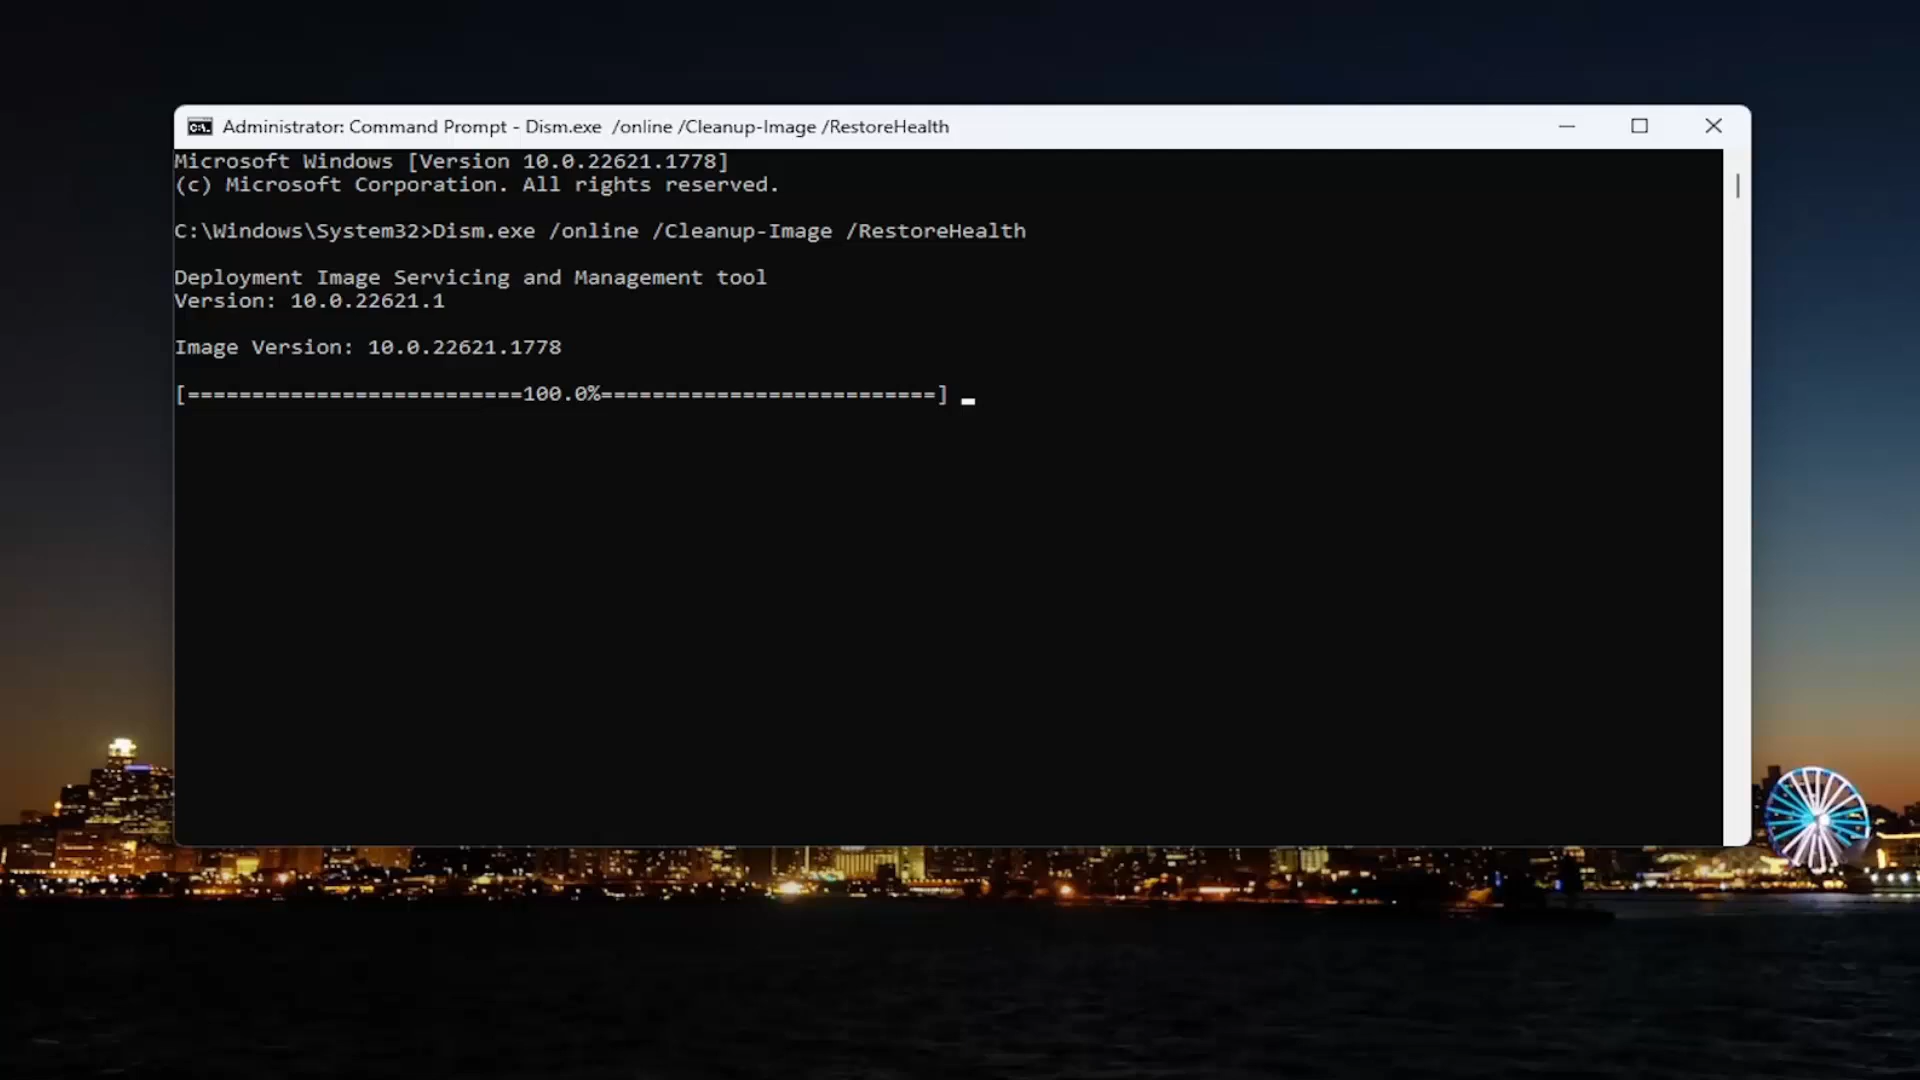 Administrator: Command Prompt - Dism.exe  /online /Cleanup-Image /RestoreHealth
Microsoft Windows [Version 10.0.22621.1778]
(c) Microsoft Corporation. All rights reserved.
C:\Windows\System32>Dism.exe /online /Cleanup-Image /RestoreHealth
Deployment Image Servicing and Management tool
Version: 10.0.22621.1
Image Version: 10.0.22621.1778
[==========================100.0%==========================]